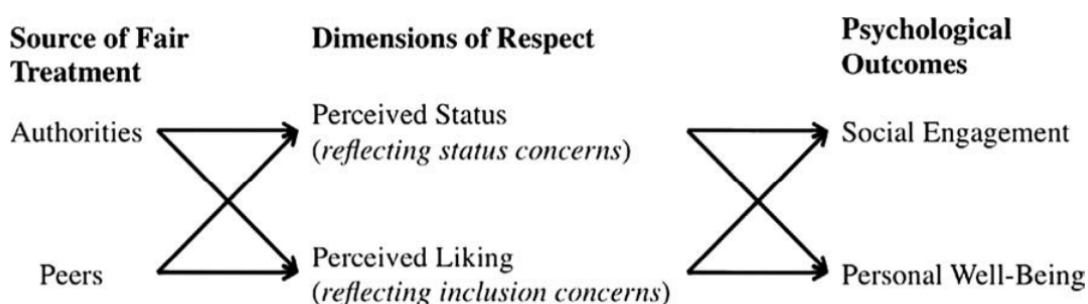 Source of Fair
Treatment
Dimensions of Respect
Psychological
Outcomes
Authorities
Perceived Status
(reflecting status concerns)
Social Engagement
Peers
Perceived Liking
(reflecting inclusion concerns)
Personal Well-Being